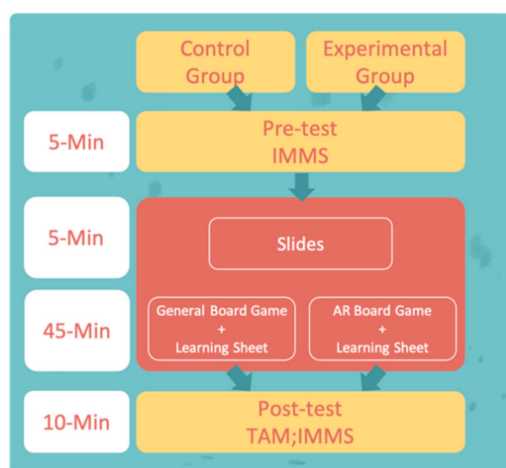 Control
Group
Experimental
Group
5-Min
Pre-test
IMMS
5-Min
Slides
45-Min
General Board Game
+
Learning Sheet
AR Board Game
+
Learning Sheet
10-Min
Post-test
TAM;IMMS